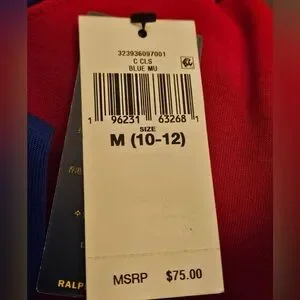 323936097001
C CLS
BLUE MU
1 96231 63268 1
SIZE
M (10-12)
MSRP $75.00
RALP